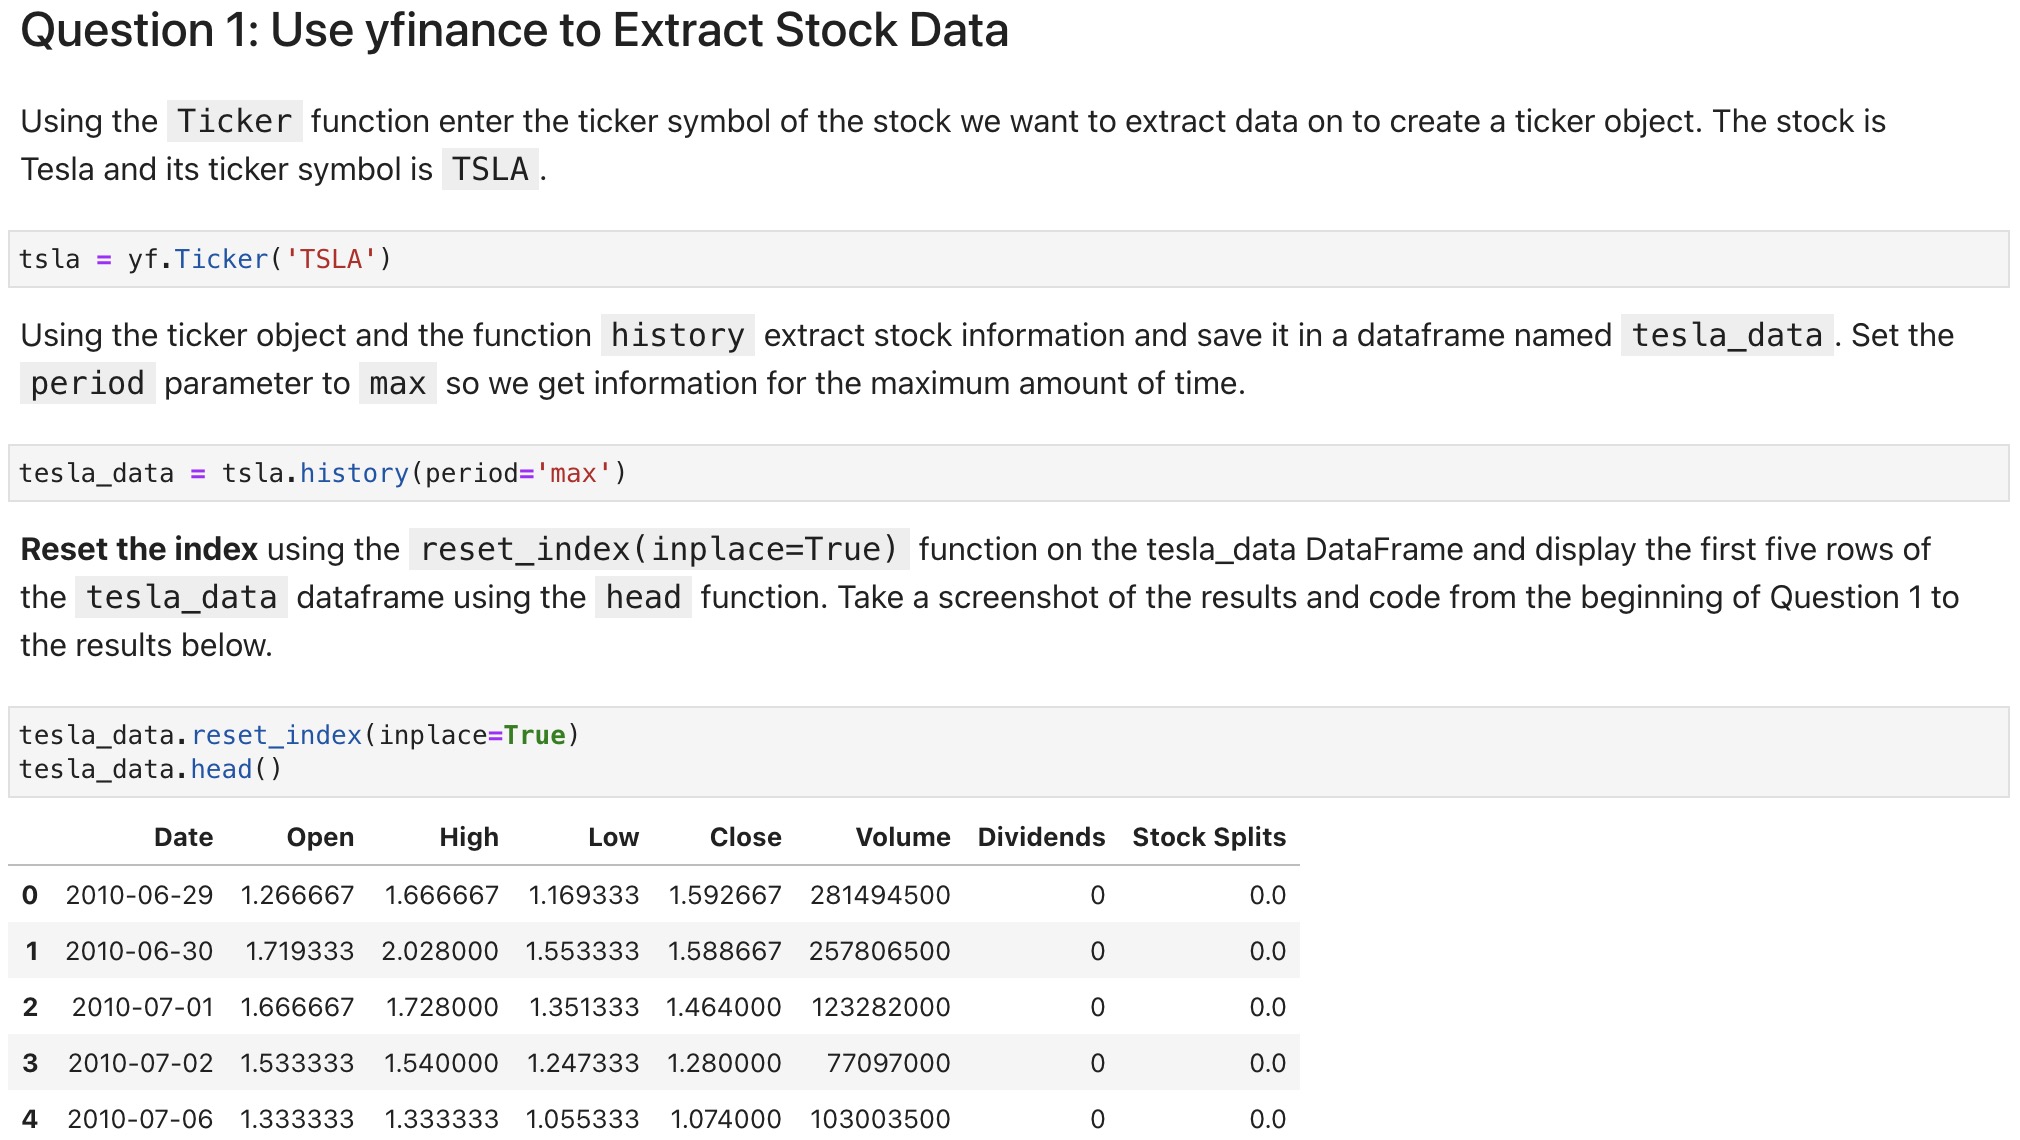 Question 1: Use yfinance to Extract Stock Data
Using the Ticker function enter the ticker symbol of the stock we want to extract data on to create a ticker object. The stock is
Tesla and its ticker symbol is TSLA .
tsla = yf.Ticker('TSLA')
Using the ticker object and the function history extract stock information and save it in a dataframe named tesla_data . Set the
period parameter to max so we get information for the maximum amount of time.
tesla_data = tsla.history(period='max')
Reset the index using the reset_index(inplace=True) function on the tesla_data DataFrame and display the first five rows of
the tesla_data dataframe using the head function. Take a screenshot of the results and code from the beginning of Question 1 to
the results below.
tesla_data.reset_index(inplace=True)
tesla_data.head()
Date Open High Low Close Volume Dividends Stock Splits
0 2010-06-29 1.266667 1.666667 1.169333 1.592667 281494500 0 0.0
1 2010-06-30 1.719333 2.028000 1.553333 1.588667 257806500 0 0.0
2 2010-07-01 1.666667 1.728000 1.351333 1.464000 123282000 0 0.0
3 2010-07-02 1.533333 1.540000 1.247333 1.280000 77097000 0 0.0
4 2010-07-06 1.333333 1.333333 1.055333 1.074000 103003500 0 0.0